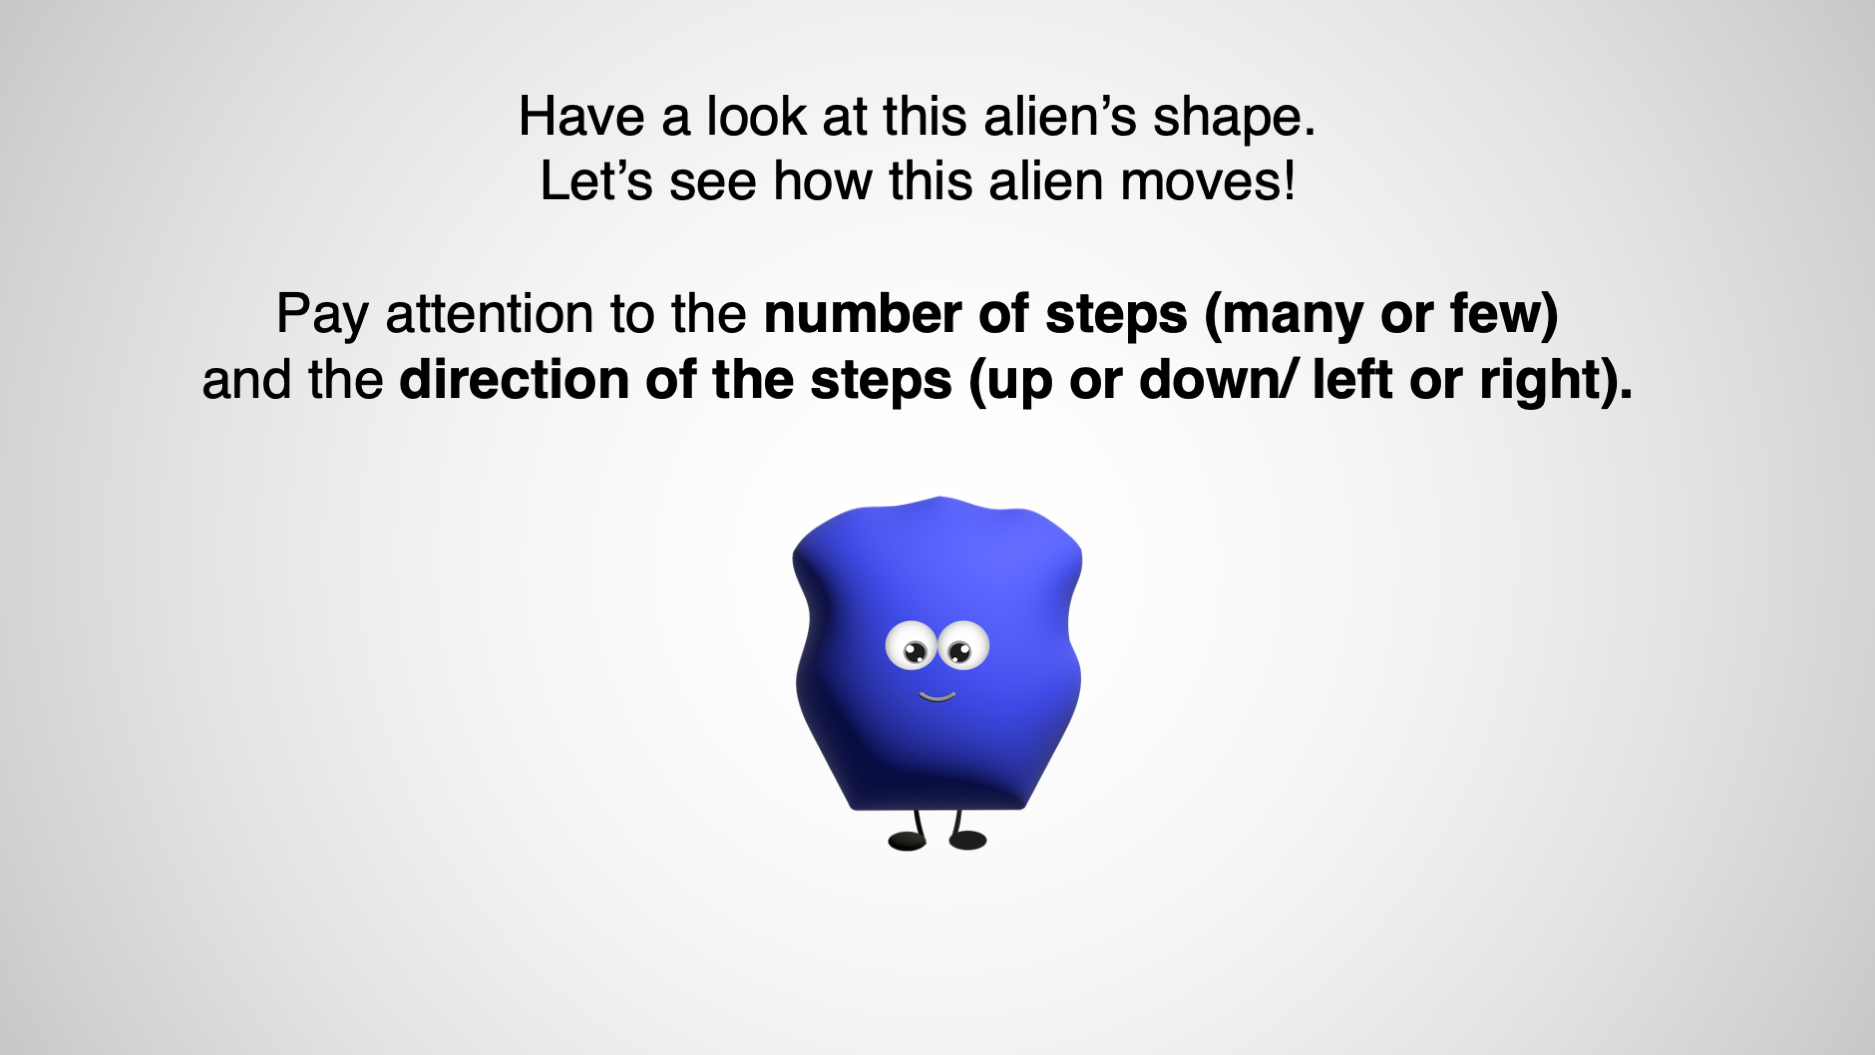 Have a look at this alien’s shape.
Let’s see how this alien moves!
Pay attention to the number of steps (many or few)
and the direction of the steps (up or down/ left or right).